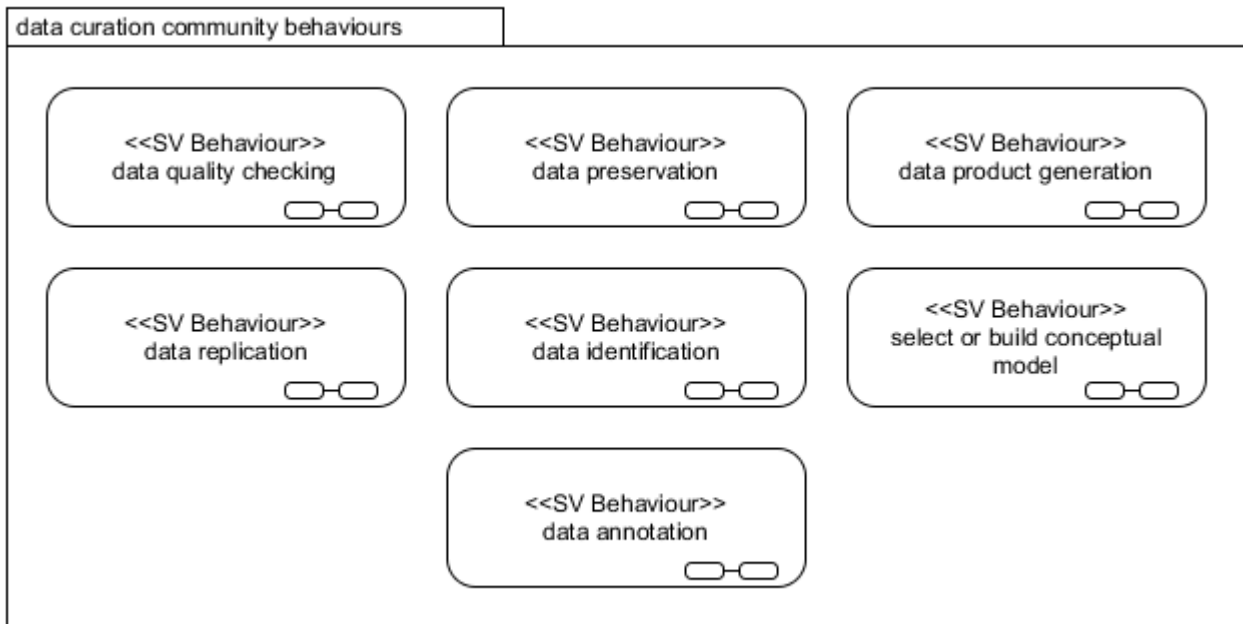 data curation community behaviours
<<SV Behaviour>>
data quality checking
<<SV Behaviour>>
data preservation
<<SV Behaviour>>
data product generation
<<SV Behaviour>>
data replication
<<SV Behaviour>>
data identification
<<SV Behaviour>>
select or build conceptual
model
<<SV Behaviour>>
data annotation